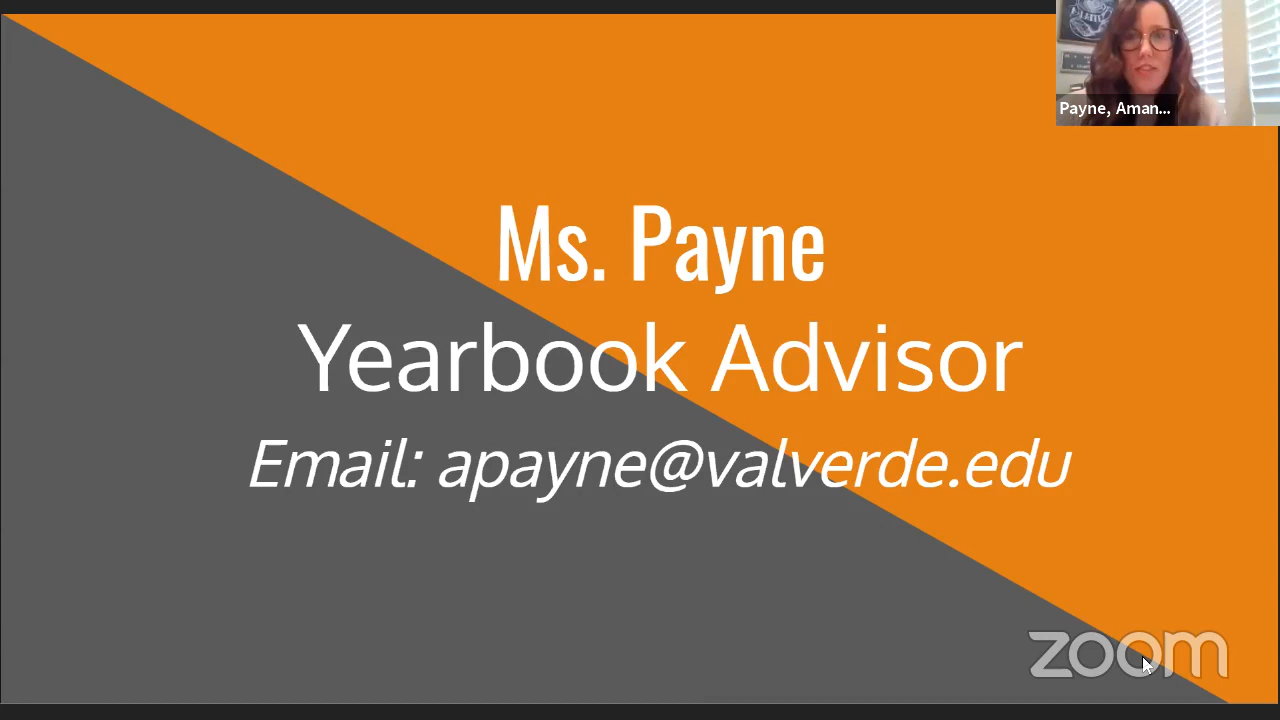 Payne, Aman...
Ms. Payne
Yearbook Advisor
Email: apayne@valverde.edu
zoom